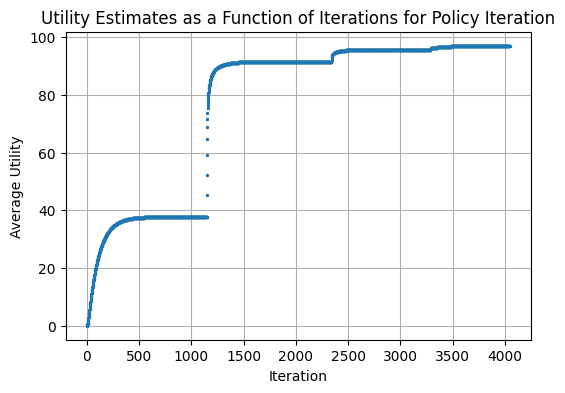 Utility Estimates as a Function of Iterations for Policy Iteration
100
80
60
40
20
0
Average Utility
0 500 1000 1500 2000 2500 3000 3500 4000
Iteration